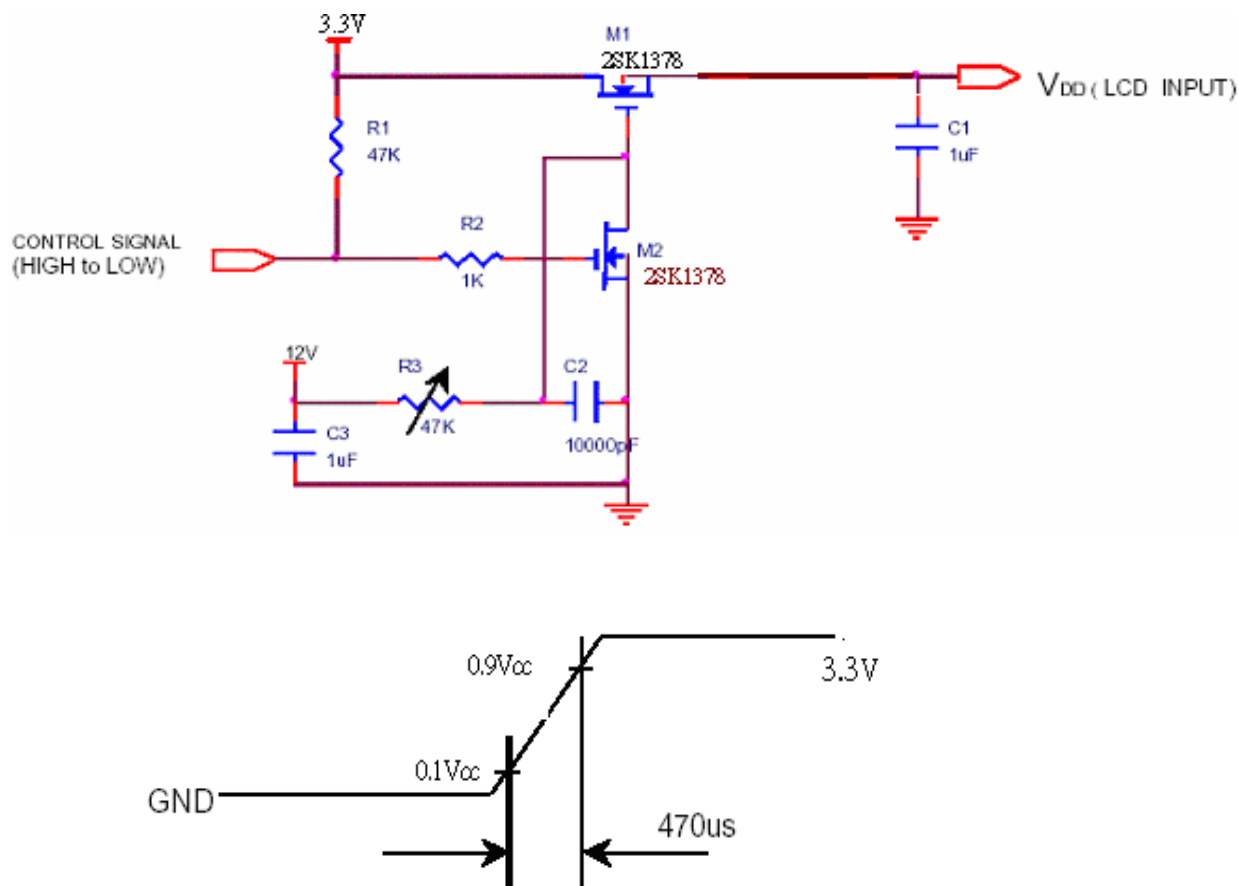 3.3V
M1
2SK1378
VDD ( LCD INPUT)
R1
47K
C1
1uF
CONTROL SIGNAL
(HIGH to LOW)
R2
1K
M2
2SK1378
12V
R3
47K
C2
10000pF
C3
1uF
0.9Vcc
3.3V
0.1Vcc
GND
470us